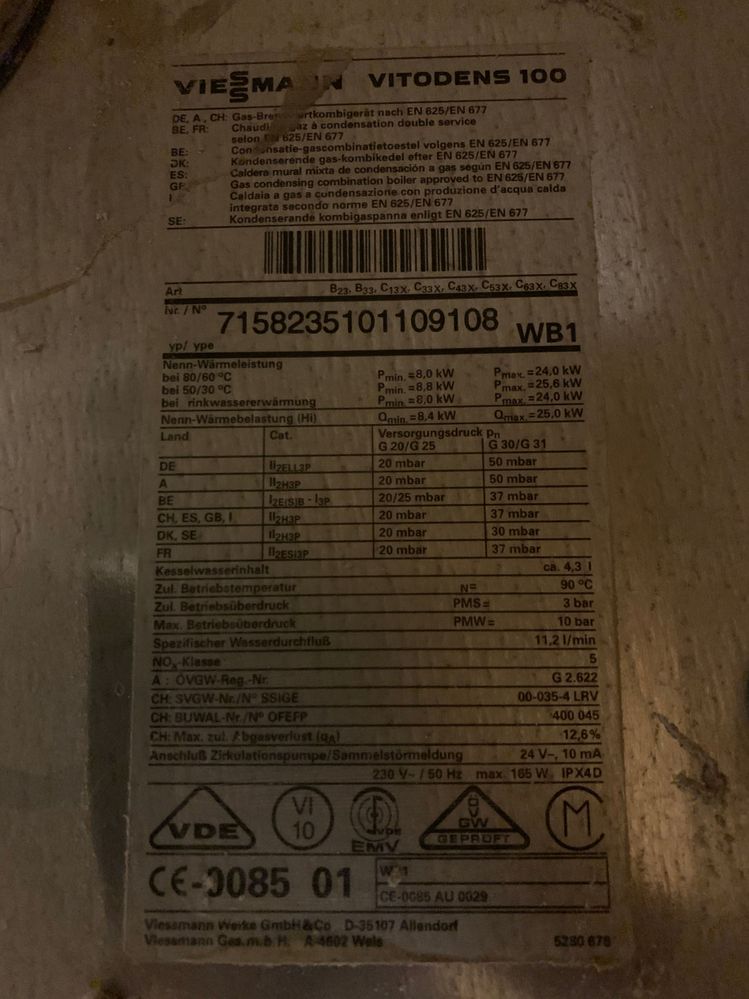 VIESSMANN VITODENS 100
DE, A, CH: Gas-Bre ertkombigerät nach EN 625/EN 677
BE, FR: Chaudi gaz à condensation double service
selon EN 625/EN 677
BE: Con nsatie-gascombinatietoestel volgens EN 625/EN 677
DK: Kondenserende gas-kombikedel efter EN 625/EN 677
ES: Caldera mural mixta de condensación a gas según EN 625/EN 677
GF Gas condensing combination boiler approved to EN 625/EN 677
I Caldaia a gas a condensazione con produzione d'acqua calda
integrata secondo norme EN 625/EN 677
SE: Kondenserande kombigaspanna enligt EN 625/EN 677
Art B23, B33, C13X, C33X, C43X, C53X, C63X, C83X
Nr. / N° 7158235101109108 WB1
yp/ ype
Nenn-Wärmeleistung
bei 80/60 °C Pmin.=8,0 kW Pmax.=24,0 kW
bei 50/30 °C Pmin.=8,8 kW Pmax.=25,6 kW
bei rinkwassererwärmung Pmin.=8,0 kW Pmax.=24,0 kW
Nenn-Wärmebelastung (Hi) Qmin.=8,4 kW Qmax.=25,0 kW
Land Cat. Versorgungsdruck pn
G 20/G 25 G 30/G 31
DE II2ELL3P 20 mbar 50 mbar
A II2H3P 20 mbar 50 mbar
BE I2E(S)B - I3P 20/25 mbar 37 mbar
CH, ES, GB, I II2H3P 20 mbar 37 mbar
DK, SE II2H3P 20 mbar 30 mbar
FR II2ESI3P 20 mbar 37 mbar
Kesselwasserinhalt ca. 4,3 l
Zul. Betriebstemperatur N= 90 °C
Zul. Betriebsüberdruck PMS= 3 bar
Max. Betriebsüberdruck PMW= 10 bar
Spezifischer Wasserdurchfluß 11,2 l/min
NOx-Klasse 5
A : ÖVGW-Reg.-Nr. G 2.622
CH: SVGW-Nr./N° SSIGE 00-035-4 LRV
CH: BUWAL-Nr./N° OFEFP 400 045
CH: Max. zul. Abgasverlust (qA) 12,6%
Anschluß Zirkulationspumpe/Sammelstörmeldung 24 V~, 10 mA
230 V~ / 50 Hz max. 165 W IPX4D
VDE VI 10 VDE EMV ÖVGW GEPRÜFT M
CE-0085 01
W 1
CE-0085 AU 0029
Viessmann Werke GmbH&Co D-35107 Allendorf
Viessmann Ges.m.b.H. A-4602 Wels 5280 678